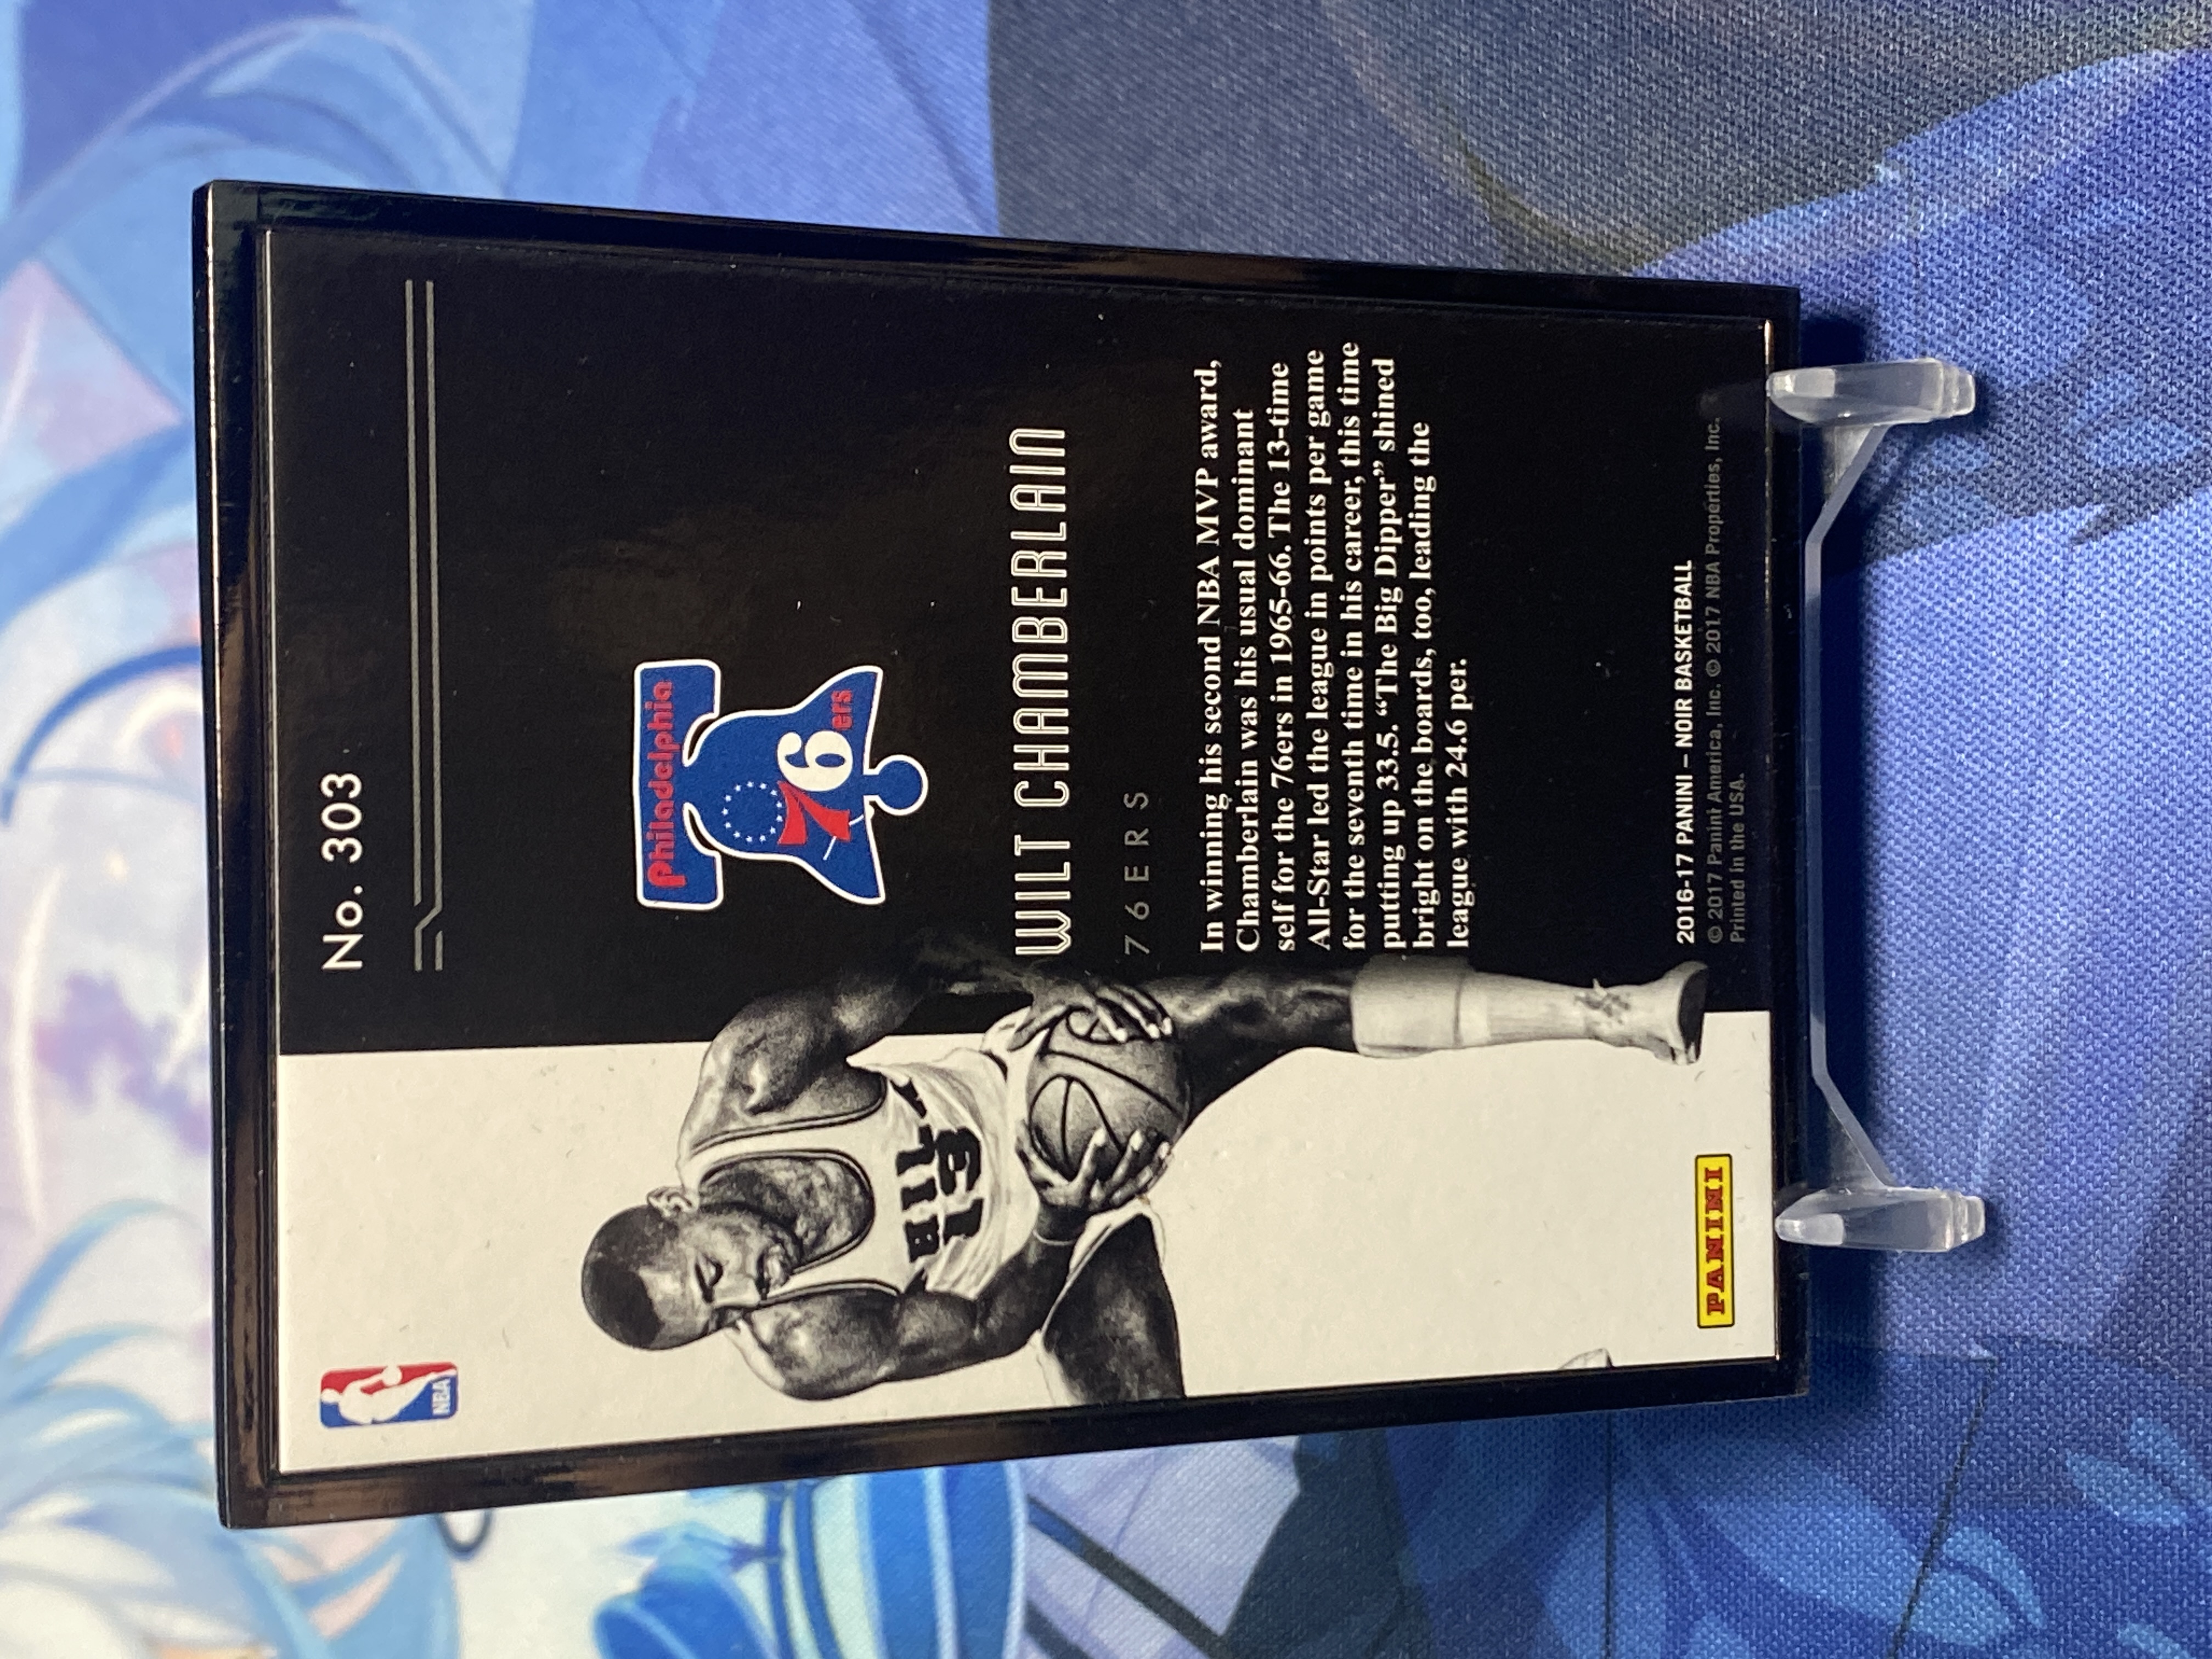 No. 303
Philadelphia
76ers
WILT CHAMBERLAIN
76ERS
In winning his second NBA MVP award,
Chamberlain was his usual dominant
self for the 76ers in 1965-66. The 13-time
All-Star led the league in points per game
for the seventh time in his career, this time
putting up 33.5. “The Big Dipper” shined
bright on the boards, too, leading the
league with 24.6 per.
2016-17 PANINI – NOIR BASKETBALL
© 2017 Panini America, Inc. © 2017 NBA Properties, Inc.
Printed in the USA.
NBA
PHIL
13
PANINI